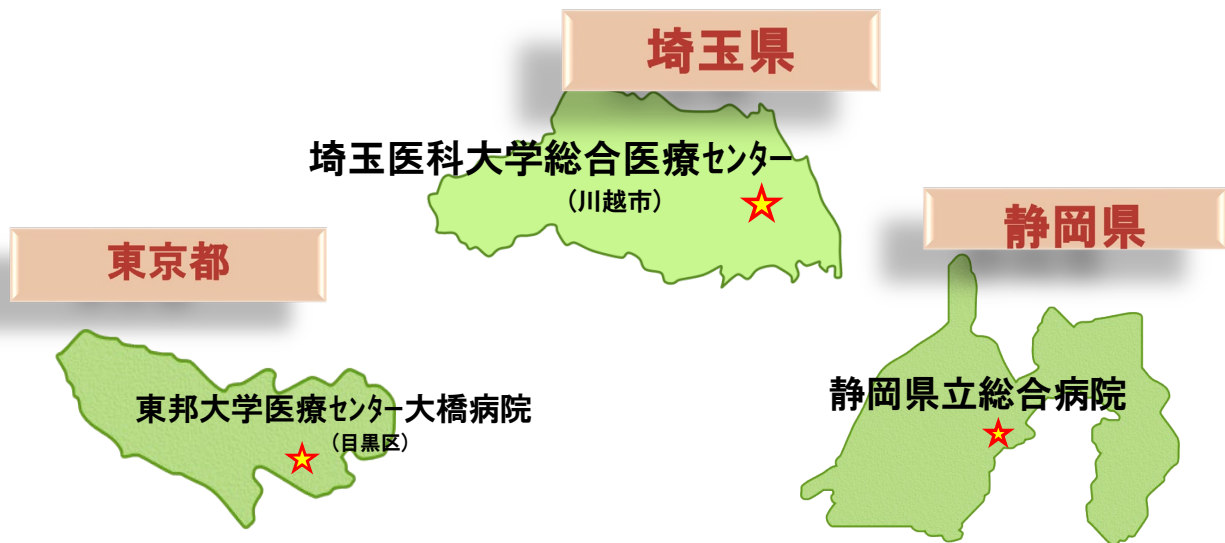 埼玉県
埼玉医科大学総合医療センター
（川越市）
静岡県
東京都
静岡県立総合病院
東邦大学医療センター大橋病院
（目黒区）